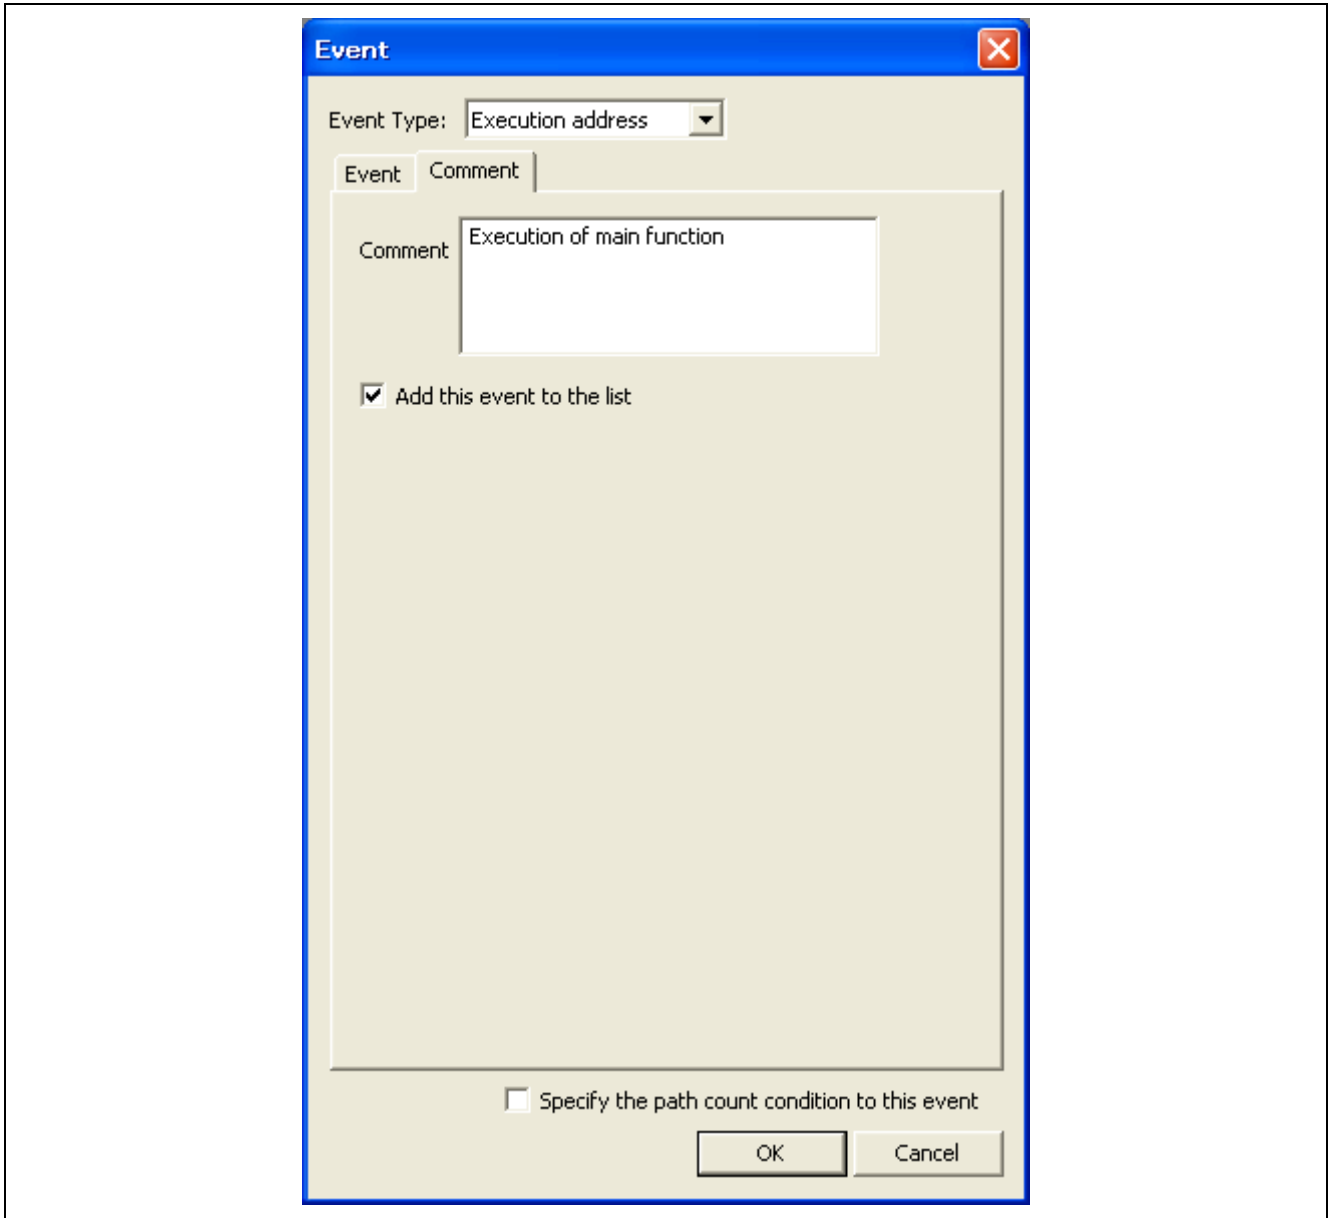 Event
Event Type: Execution address
Event Comment
Comment Execution of main function
Add this event to the list
Specify the path count condition to this event
OK Cancel